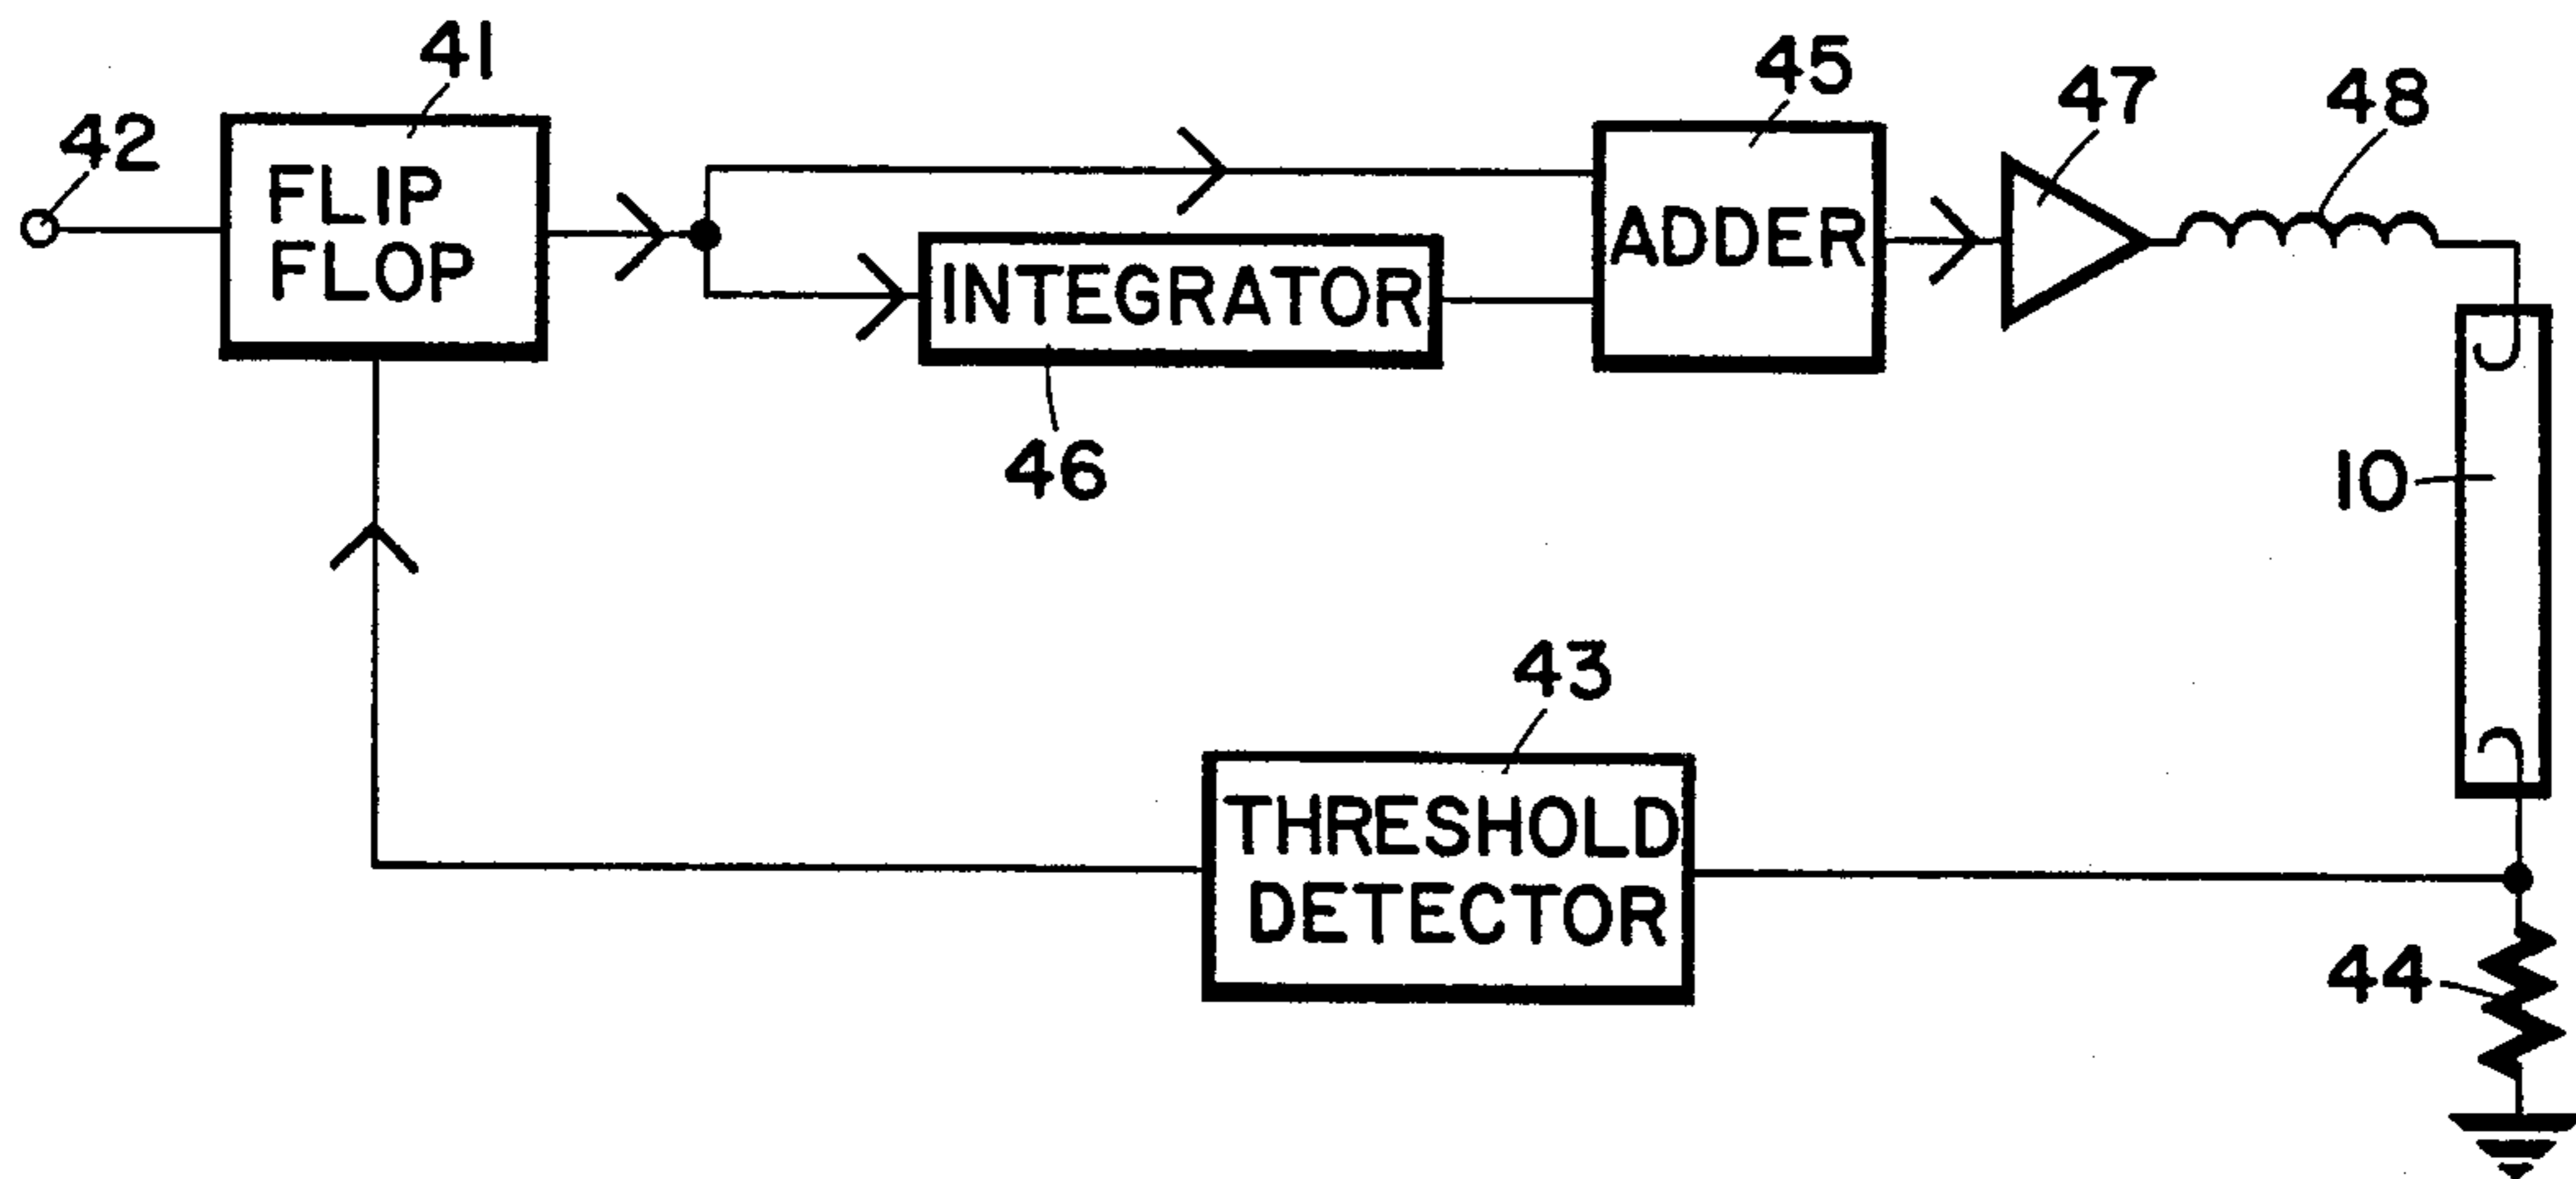 41
42
FLIP
FLOP
45
ADDER
47
48
INTEGRATOR
46
10
43
THRESHOLD
DETECTOR
44